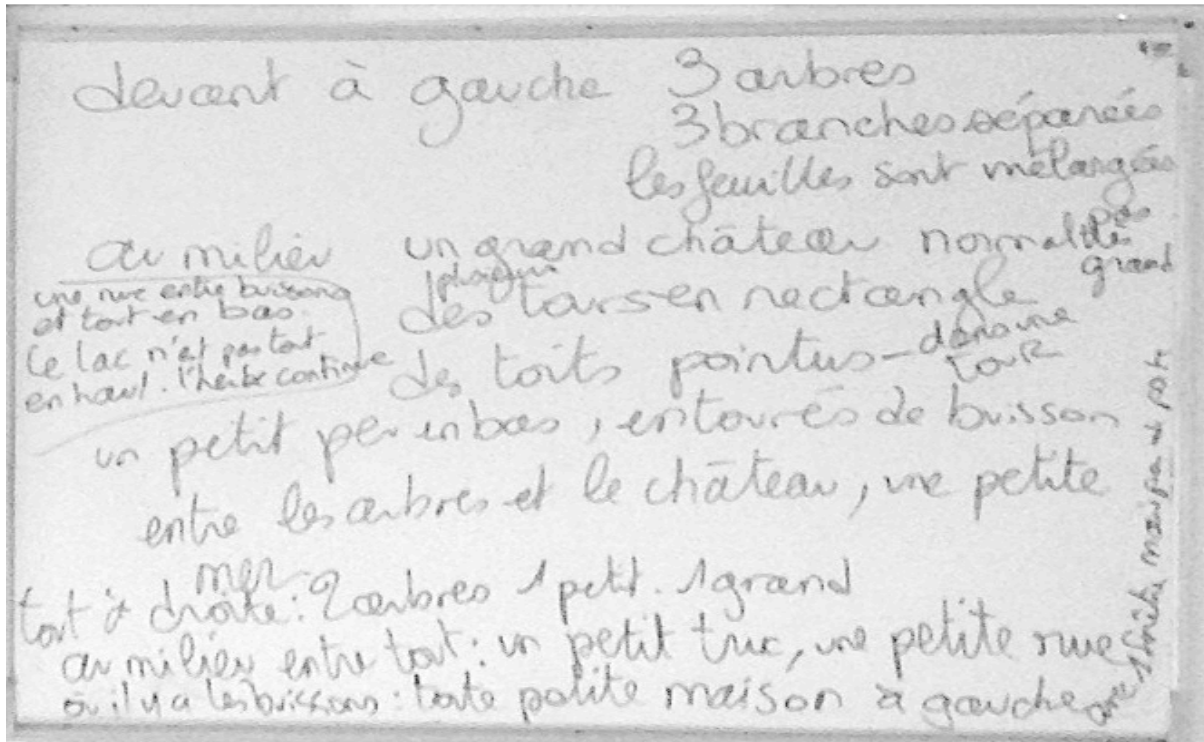 devant à gauche 3 arbres
3 branches séparées
les feuilles sont mélangées
au milieu un grand château normal pas très grand
une rue entre buissons
et tout en bas.
Le lac n'est pas tout
en haut. l'herbe continue
des tours en rectangle
des toits pointus -
tour
un petit peu en bas, entourés de buisson
entre les arbres et le château, une petite
mer
tout à droite: 2 arbres 1 petit. 1 grand
au milieu entre tout: un petit truc, une petite rue
où il y a les buissons: toute petite maison à gauche